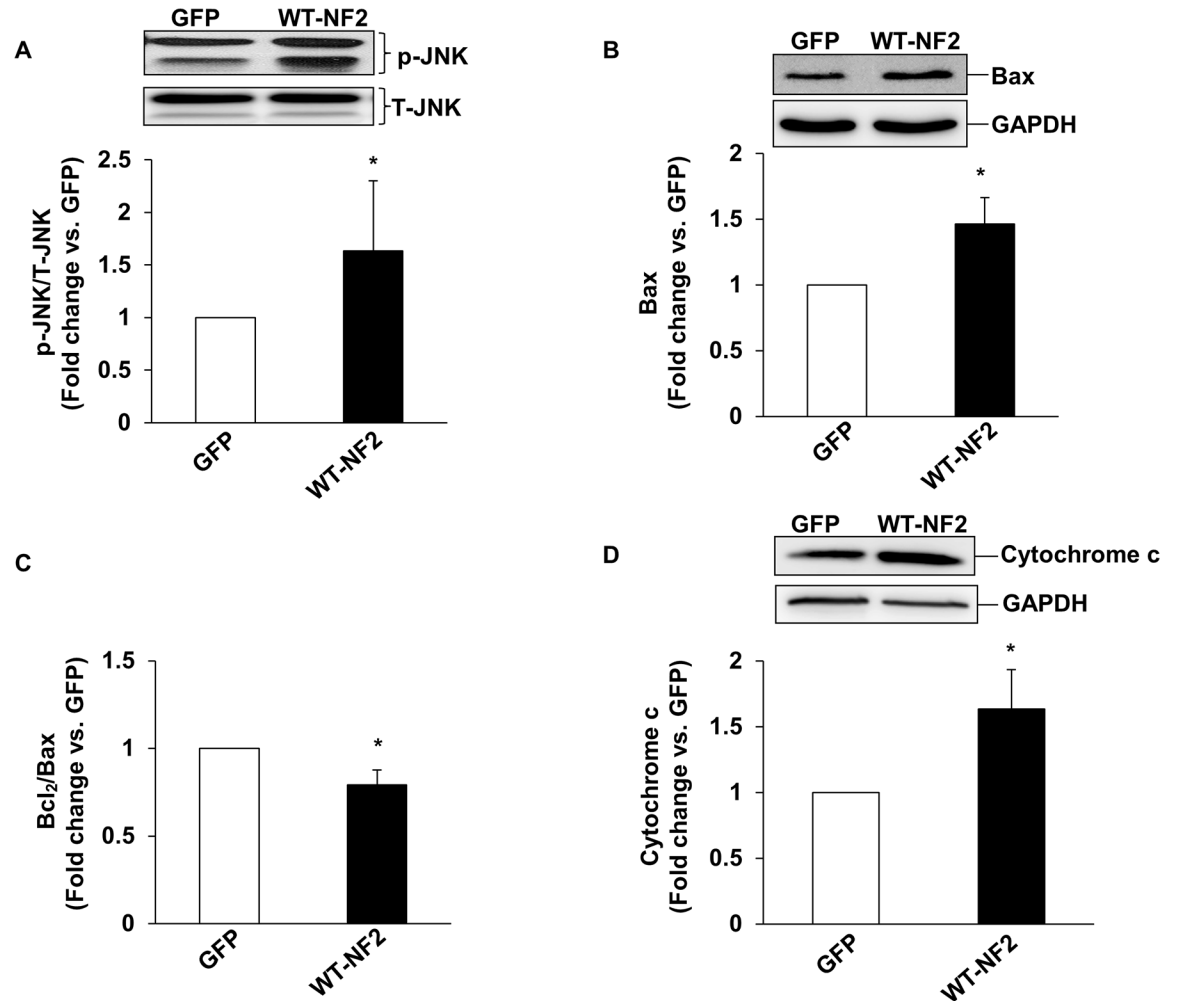 A
GFP WT-NF2
p-JNK
T-JNK
p-JNK/T-JNK
(Fold change vs. GFP)
2.5
2
1.5
1
0.5
0
*
GFP
WT-NF2
B
GFP WT-NF2
Bax
GAPDH
Bax
(Fold change vs. GFP)
2
1.5
1
0.5
0
*
GFP
WT-NF2
C
Bcl₂/Bax
(Fold change vs. GFP)
1.5
1
0.5
0
*
GFP
WT-NF2
D
GFP WT-NF2
Cytochrome c
GAPDH
Cytochrome c
(Fold change vs. GFP)
2
1.5
1
0.5
0
*
GFP
WT-NF2